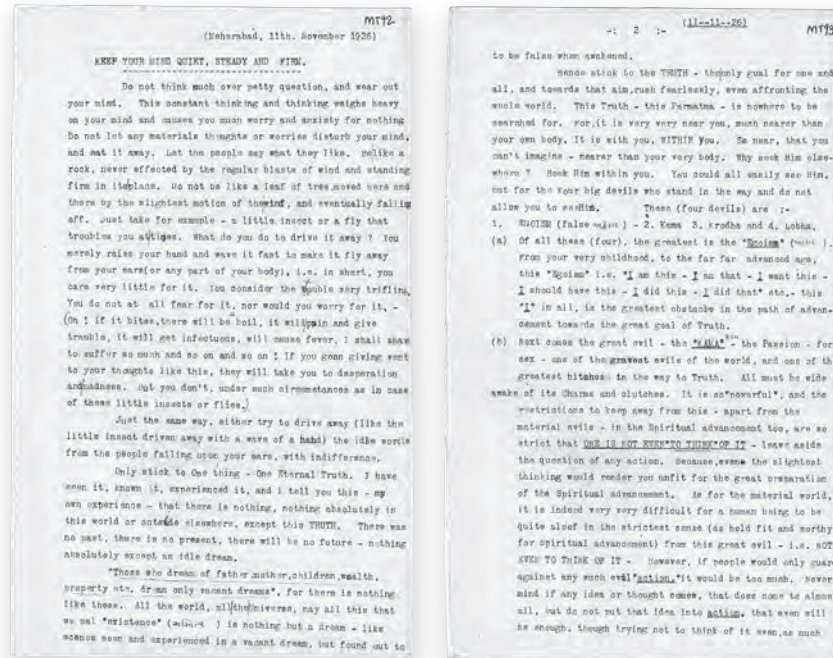 MT92
(Meherabad, 11th. November 1926)
KEEP YOUR MIND QUIET, STEADY AND FIRM.
Do not think much over petty question, and wear out
your mind. This constant thinking and thinking weighs heavy
on your mind and causes you much worry and anxiety for nothing
Do not let any materials thoughts or worries disturb your mind,
and eat it away. Let the people say what they like. Belike a
rock, never effected by the regular blasts of wind and standing
firm in itsplace. Do not be like a leaf of tree,moved here and
there by the slightest motion of thewind, and eventually falling
off. Just take for example - a little insect or a fly that
troubles you attimes. What do you do to drive it away ? You
merely raise your hand and wave it fast to make it fly away
from your ears(or any part of your body), i.e. in short, you
care very little for it. You consider the trouble very trifling
You do not at all fear for it, nor would you worry for it, -
(Oh ! if it bites,there will be boil, it will pain and give
trouble, it will get infectuous, will cause fever, I shall have
to suffer so much and so on and so on ! If you gone giving vent
to your thoughts like this, they will take you to desperation
andmadness. But you don't, under such circumstances as in case
of these little insects or flies.)
Just the same way, either try to drive away (like the
little insect driven away with a wave of a hand) the idle words
from the people falling upon your ears, with indifference.
Only stick to One thing - One Eternal Truth. I have
seen it, known it, experienced it, and i tell you this - my
own experience - that there is nothing, nothing absolutely in
this world or outside elsewhere, except this TRUTH. There was
no past, there is no present, there will be no future - nothing
absolutely except an idle dream.
"Those who dream of father,mother,children,wealth,
property etc, dream only vacant dreams", for there is nothing
like these. All the world, all the Universe, nay all this that
we call "existence" ( ) is nothing but a dream - like
scenes seen and experienced in a vacant dream, but found out to
(11--11--26)
-: 2 :-
MT93
to be false when awakened.
Hence stick to the TRUTH - theonly goal for one and
all, and towards that aim,rush fearlessly, even affronting the
whole world. This Truth - this Parmatma - is nowhere to be
searched for. For,it is very very near you, much nearer than
your own body. It is with you, WITHIN You. So near, that you
can't imagine - nearer than your very body. Why seek Him else-
where ? Seek Him within you. You could all easily see Him,
but for the Four big devils who stand in the way and do not
allow you to seeHim. These (four devils) are :-
1. EGOISM (false ) - 2. Kama 3. Krodha and 4. Lobha.
(a) Of all these (four), the greatest is the "Egoism" ( ).
From your very childhood, to the far far advanced age,
this "Egoism" i.e. "I am this - I am that - I want this -
I should have this - I did this - I did that" etc.- this
"I" in all, is the greatest obstacle in the path of advan-
cement towards the great goal of Truth.
(b) Next comes the great evil - the "KAMA" - the Passion - for
sex - one of the gravest evils of the world, and one of th
greatest hitches in the way to Truth. All must be wide
awake of its Charms and clutches. It is so"powerful", and the
restrictions to keep away from this - apart from the
material evils - in the Spiritual advancement too, are so
strict that ONE IS NOT EVEN"TO THINK"OF IT - leave aside
the question of any action. Because,evene the slightest
thinking would render you unfit for the great preparation
of the Spiritual advancement. As for the material world,
it is indeed very very difficult for a human being to be
quite aloof in the strictest sense (as held fit and worthy
for spiritual advancement) from this great evil - i.e. NOT
EVEN TO THINK OF IT - However, if people would only guar
against any such evil"action,"it would be too much. Never
mind if any idea or thought comes, that does come to almos
all, but do not put that idea into action, that even will
be enough, though trying not to think of it even,as much